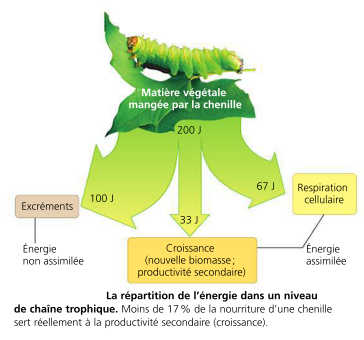 Matière végétale
mangée par la chenille
200 J
100 J
33 J
67 J
Excréments
Respiration
cellulaire
Croissance
(nouvelle biomasse ;
productivité secondaire)
Énergie
non assimilée
Énergie
assimilée
La répartition de l’énergie dans un niveau
de chaîne trophique. Moins de 17 % de la nourriture d’une chenille
sert réellement à la productivité secondaire (croissance).